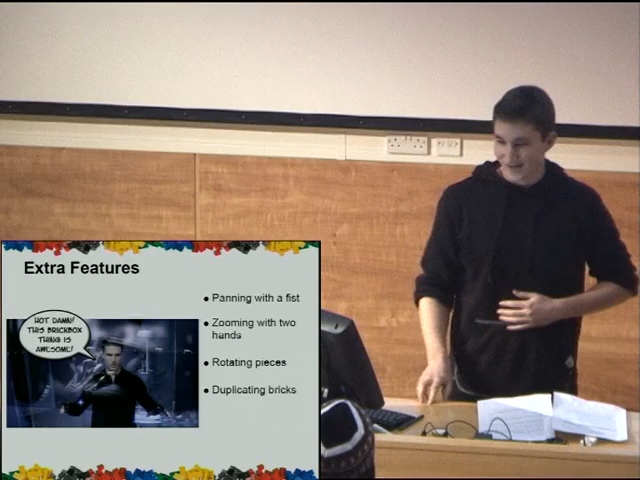 Extra Features
HOT DAMN!
THIS BRICKBOX
THING IS
AWESOME!
Panning with a fist
Zooming with two
hands
Rotating pieces
Duplicating bricks